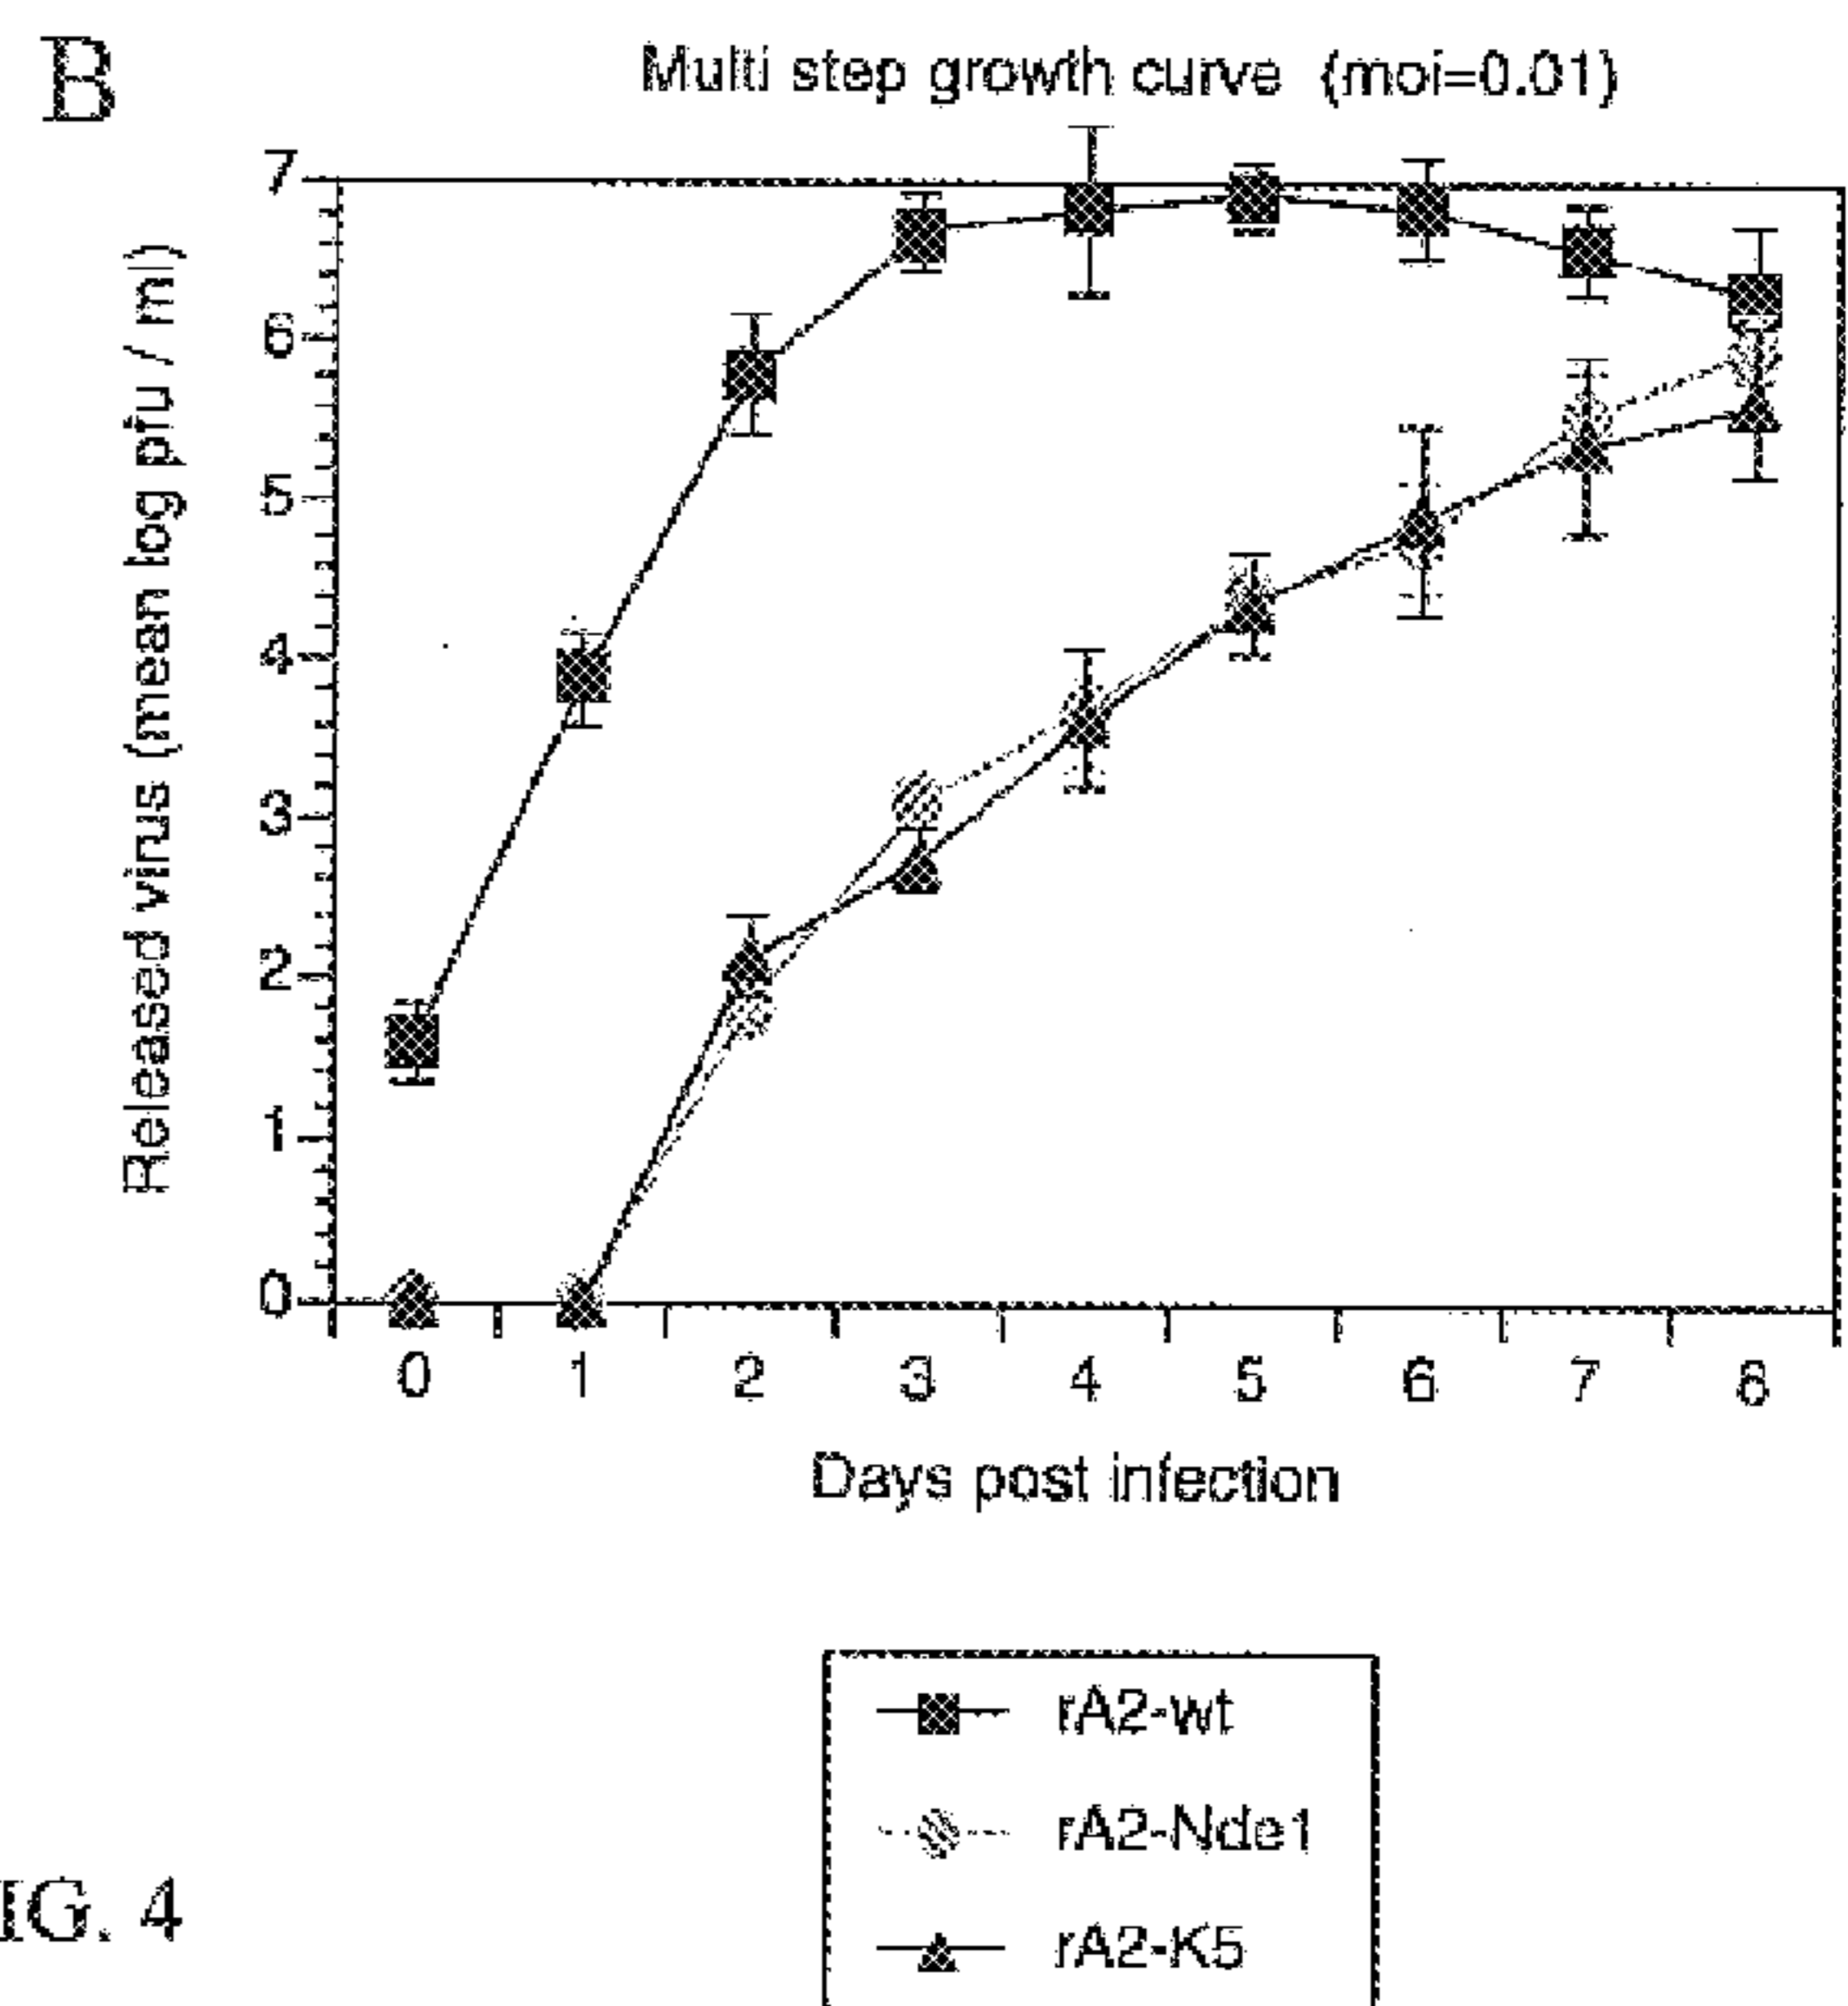 B
Multi step growth curve (moi=0.01)
Released virus (mean log pfu / ml)
7
6
5
4
3
2
1
0
0 1 2 3 4 5 6 7 8
Days post infection
rA2-wt
rA2-Nde1
rA2-K5
IG. 4